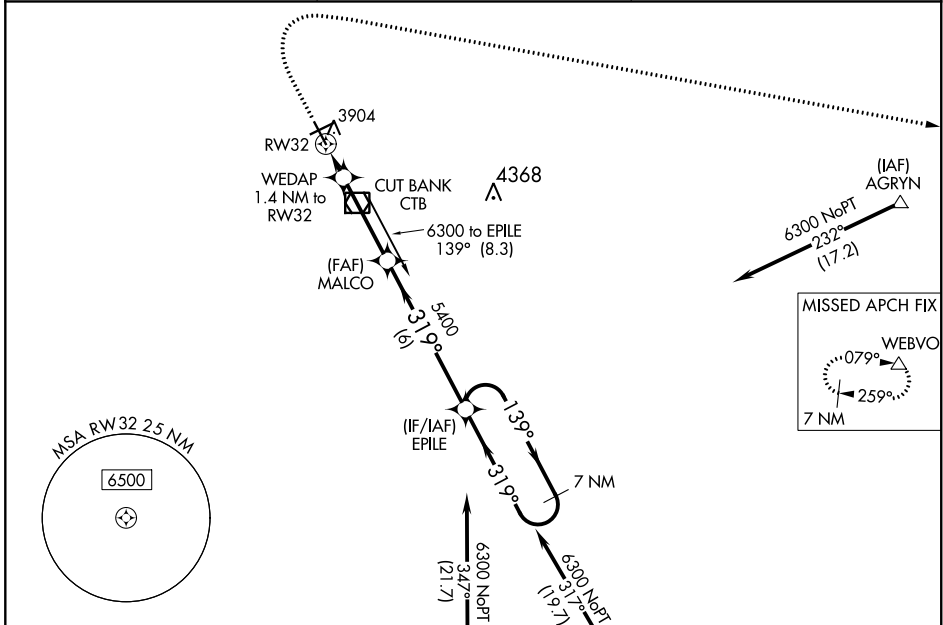 3904
RW32
WEDAP
1.4 NM to
RW32
CUT BANK
CTB
4368
6300 to EPILE
139° (8.3)
(IAF)
AGRYN
6300 NoPT
232°
(17.2)
(FAF)
MALCO
5400
319°
(6)
MISSED APCH FIX
WEBVO
079°
259°
7 NM
(IF/IAF)
EPILE
139°
319°
7 NM
MSA RW32 25 NM
6500
6300 NoPT
347°
(21.7)
6300 NoPT
317°
(19.7)